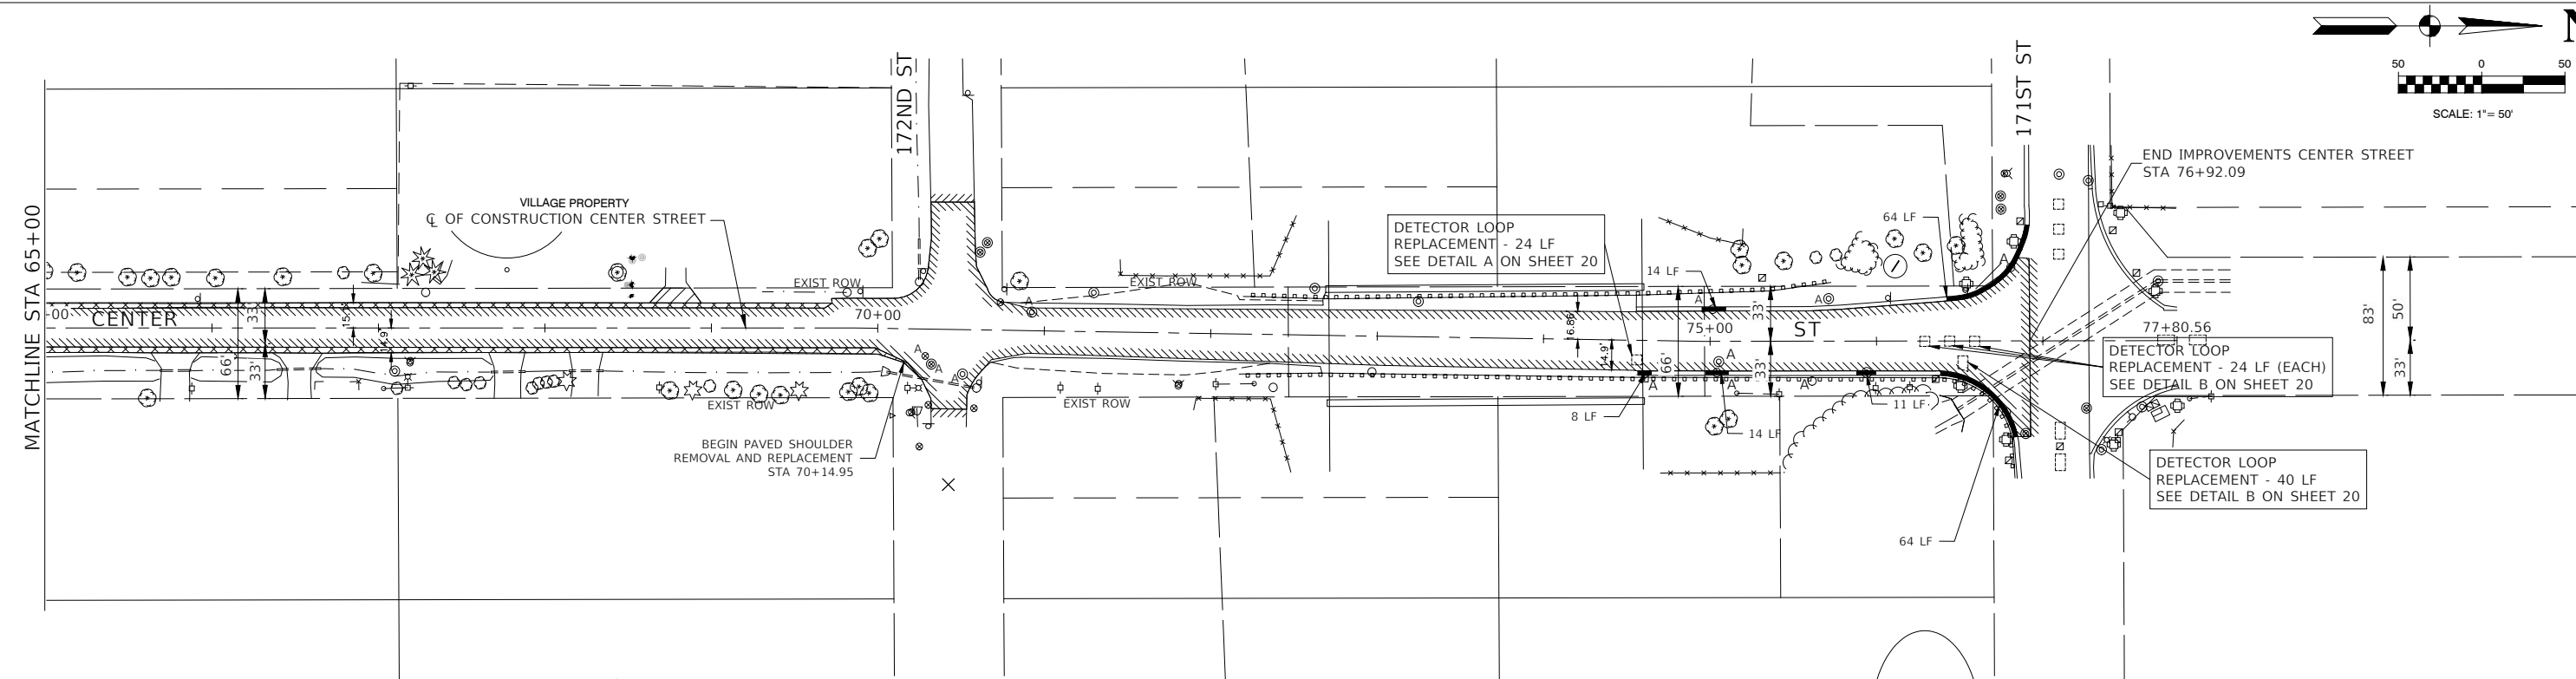 N
50 0 50
SCALE: 1"= 50'
172ND ST
171ST ST
END IMPROVEMENTS CENTER STREET
STA 76+92.09
VILLAGE PROPERTY
℄ OF CONSTRUCTION CENTER STREET
MATCHLINE STA 65+00
DETECTOR LOOP
REPLACEMENT - 24 LF
SEE DETAIL A ON SHEET 20
64 LF
14 LF
EXIST ROW
EXIST ROW
-00
CENTER
33'
66'
33'
14.9'
70+00
A
A
A
A
A
A
A
A
A
A
A
16.86'
14.9'
66'
75+00
33'
33'
ST
77+80.56
83'
50'
33'
DETECTOR LOOP
REPLACEMENT - 24 LF (EACH)
SEE DETAIL B ON SHEET 20
EXIST ROW
EXIST ROW
8 LF
14 LF
11 LF
BEGIN PAVED SHOULDER
REMOVAL AND REPLACEMENT
STA 70+14.95
DETECTOR LOOP
REPLACEMENT - 40 LF
SEE DETAIL B ON SHEET 20
64 LF